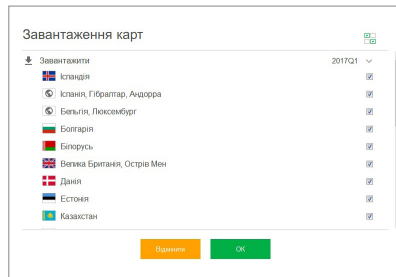 Завантаження карт
Завантажити 2017Q1
Ісландія
Іспанія, Гібралтар, Андорра
Бельгія, Люксембург
Болгарія
Білорусь
Велика Британія, Острів Мен
Данія
Естонія
Казахстан
Відмінити OK